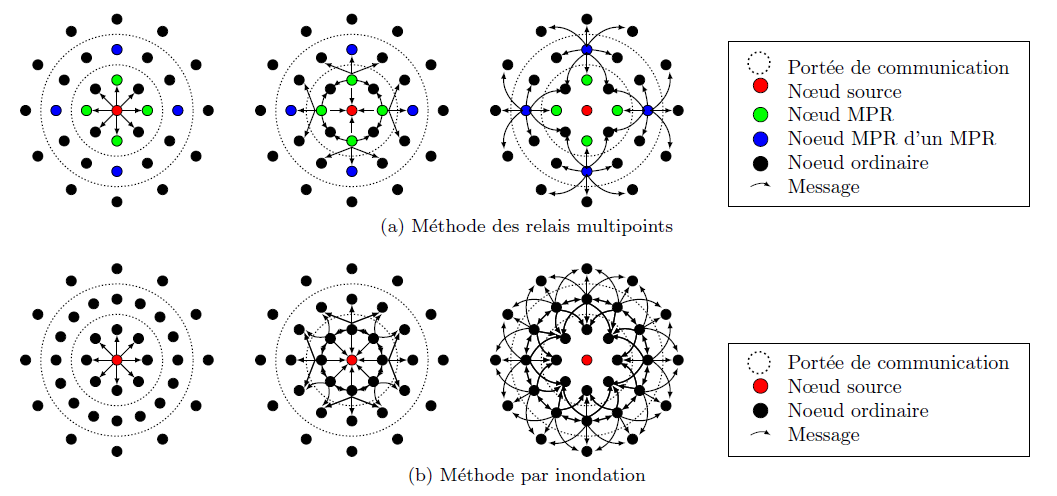 Portée de communication
Nœud source
Nœud MPR
Noeud MPR d'un MPR
Noeud ordinaire
Message
(a) Méthode des relais multipoints
Portée de communication
Nœud source
Noeud ordinaire
Message
(b) Méthode par inondation